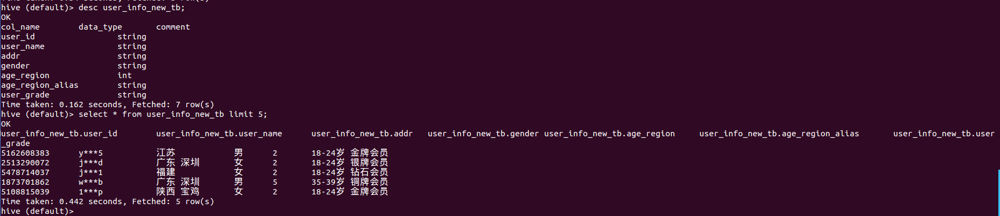 hive (default)> desc user_info_new_tb;
OK
col_name data_type comment
user_id string
user_name string
addr string
gender string
age_region int
age_region_alias string
user_grade string
Time taken: 0.162 seconds, Fetched: 7 row(s)
hive (default)> select * from user_info_new_tb limit 5;
OK
user_info_new_tb.user_id user_info_new_tb.user_name user_info_new_tb.addr user_info_new_tb.gender user_info_new_tb.age_region user_info_new_tb.age_region_alias user_info_new_tb.user
_grade
5162608383 y***5 江苏 男 2 18-24岁 金牌会员
2513290072 j***d 广东 深圳 女 2 18-24岁 银牌会员
5478714037 j***1 福建 女 2 18-24岁 钻石会员
1873701862 w***b 广东 深圳 男 5 35-39岁 铜牌会员
5108815039 1***p 陕西 宝鸡 女 2 18-24岁 金牌会员
Time taken: 0.442 seconds, Fetched: 5 row(s)
hive (default)>